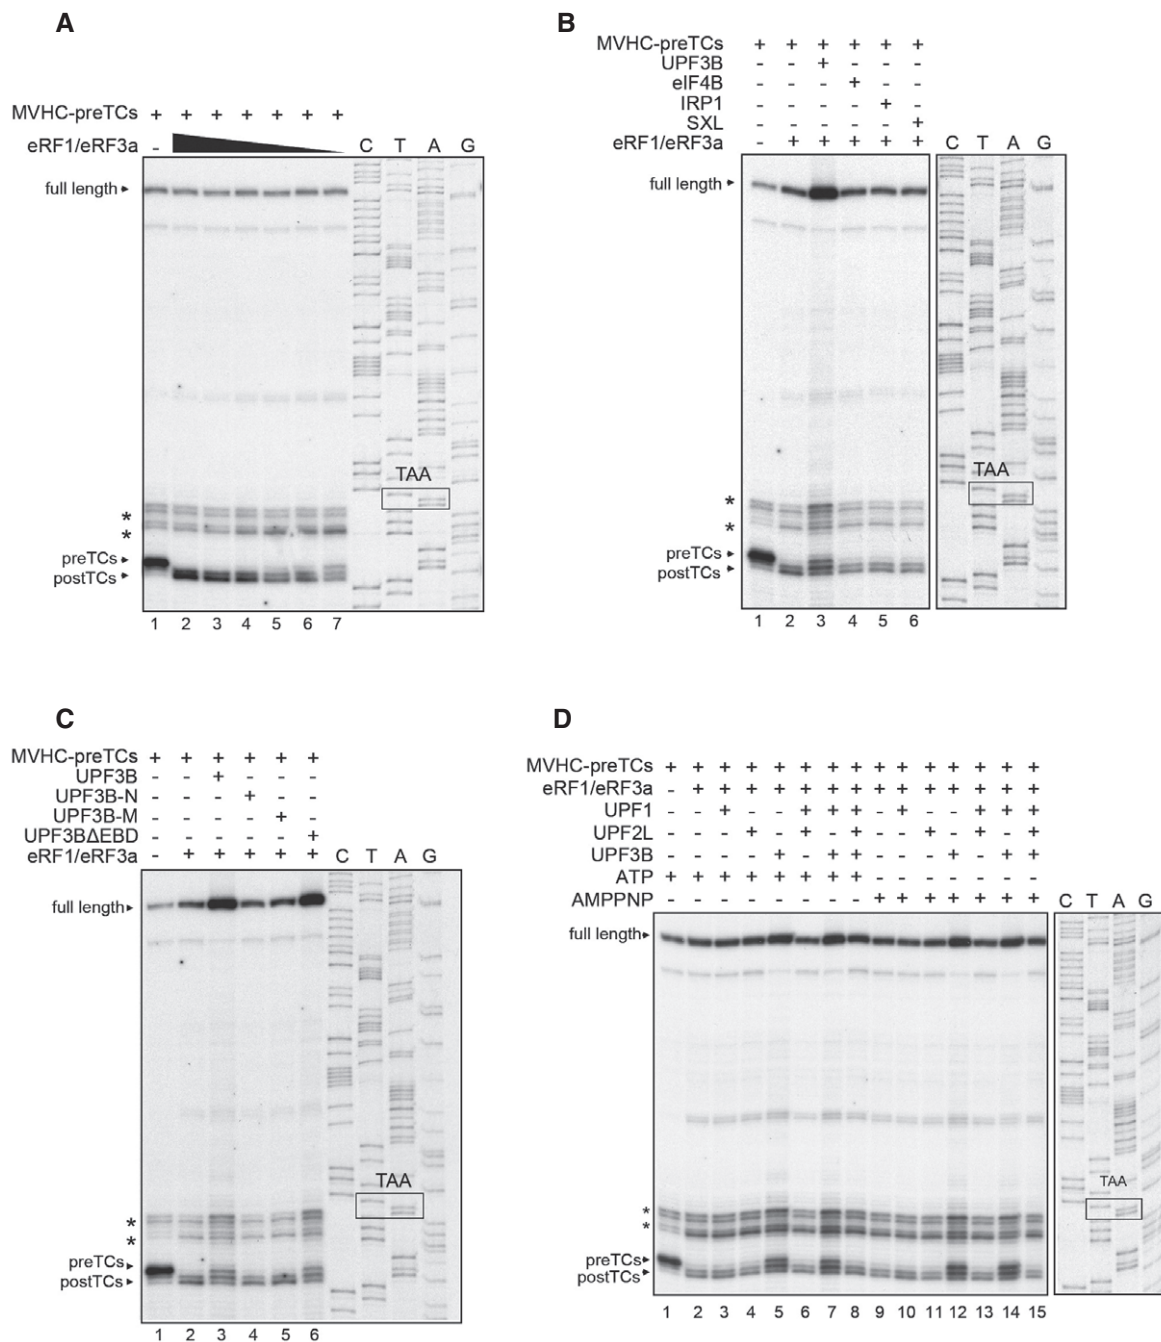 A
MVHC-preTCs + + + + + + +
eRF1/eRF3a - C T A G
full length
TAA
*
*
preTCs
postTCs
1 2 3 4 5 6 7
B
MVHC-preTCs + + + + + +
UPF3B - - + - - -
eIF4B - - - + - -
IRP1 - - - - + -
SXL - - - - - +
eRF1/eRF3a - + + + + + C T A G
full length
TAA
*
*
preTCs
postTCs
1 2 3 4 5 6
C
MVHC-preTCs + + + + + +
UPF3B - - + - - -
UPF3B-N - - - + - -
UPF3B-M - - - - + -
UPF3BΔEBD - - - - - +
eRF1/eRF3a - + + + + + C T A G
full length
TAA
*
*
preTCs
postTCs
1 2 3 4 5 6
D
MVHC-preTCs + + + + + + + + + + + + + + +
eRF1/eRF3a - + + + + + + + + + + + + + +
UPF1 - - + - - + + + - + - - + + +
UPF2L - - - + - + - + - - + - + - +
UPF3B - - - - + - + + - - - + - + +
ATP + + + + + + + + - - - - - - -
AMPPNP - - - - - - - - + + + + + + + C T A G
full length
TAA
*
*
preTCs
postTCs
1 2 3 4 5 6 7 8 9 10 11 12 13 14 15